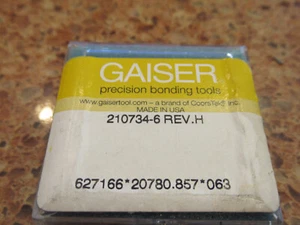 GAISER
precision bonding tools
www.gaisertool.com – a brand of CoorsTek, Inc.
MADE IN USA
210734-6 REV.H
627166*20780.857*063